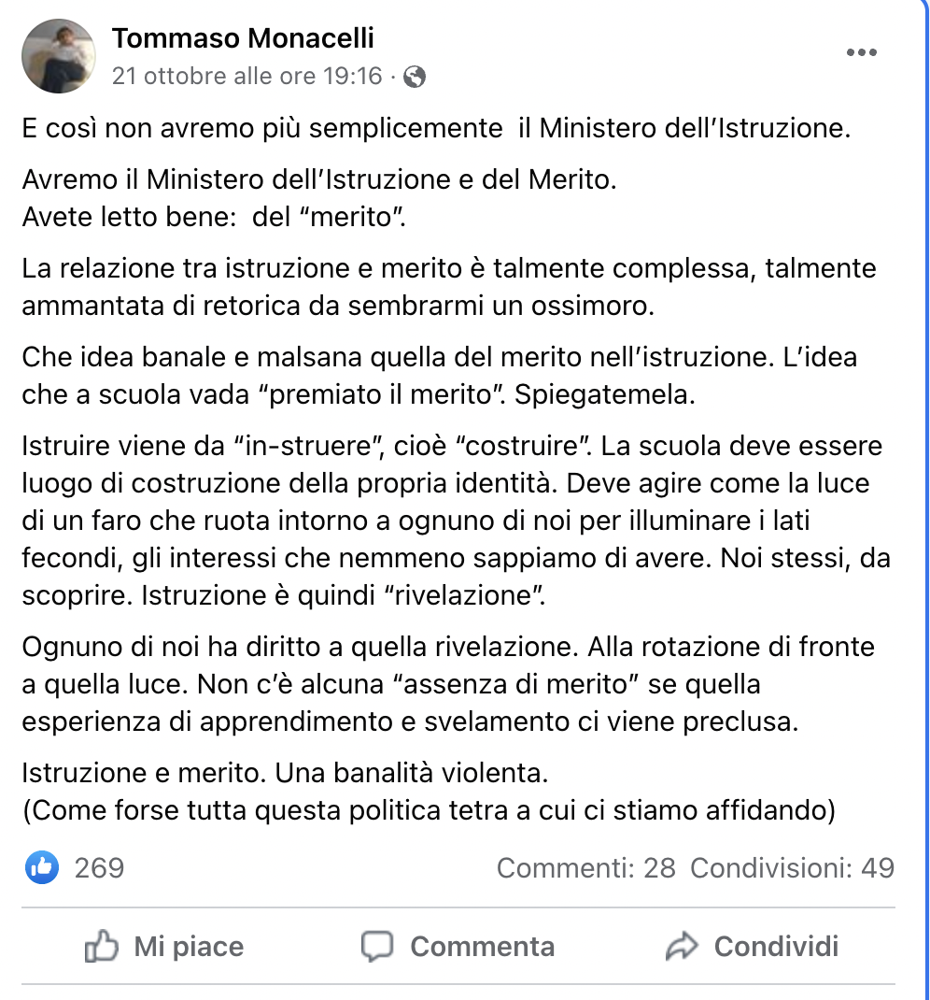 Tommaso Monacelli
21 ottobre alle ore 19:16 ·
E così non avremo più semplicemente  il Ministero dell’Istruzione.
Avremo il Ministero dell’Istruzione e del Merito.
Avete letto bene:  del “merito”.
La relazione tra istruzione e merito è talmente complessa, talmente
ammantata di retorica da sembrarmi un ossimoro.
Che idea banale e malsana quella del merito nell’istruzione. L’idea
che a scuola vada “premiato il merito”. Spiegatemela.
Istruire viene da “in-struere”, cioè “costruire”. La scuola deve essere
luogo di costruzione della propria identità. Deve agire come la luce
di un faro che ruota intorno a ognuno di noi per illuminare i lati
fecondi, gli interessi che nemmeno sappiamo di avere. Noi stessi, da
scoprire. Istruzione è quindi “rivelazione”.
Ognuno di noi ha diritto a quella rivelazione. Alla rotazione di fronte
a quella luce. Non c’è alcuna “assenza di merito” se quella
esperienza di apprendimento e svelamento ci viene preclusa.
Istruzione e merito. Una banalità violenta.
(Come forse tutta questa politica tetra a cui ci stiamo affidando)
269 Commenti: 28 Condivisioni: 49
Mi piace Commenta Condividi